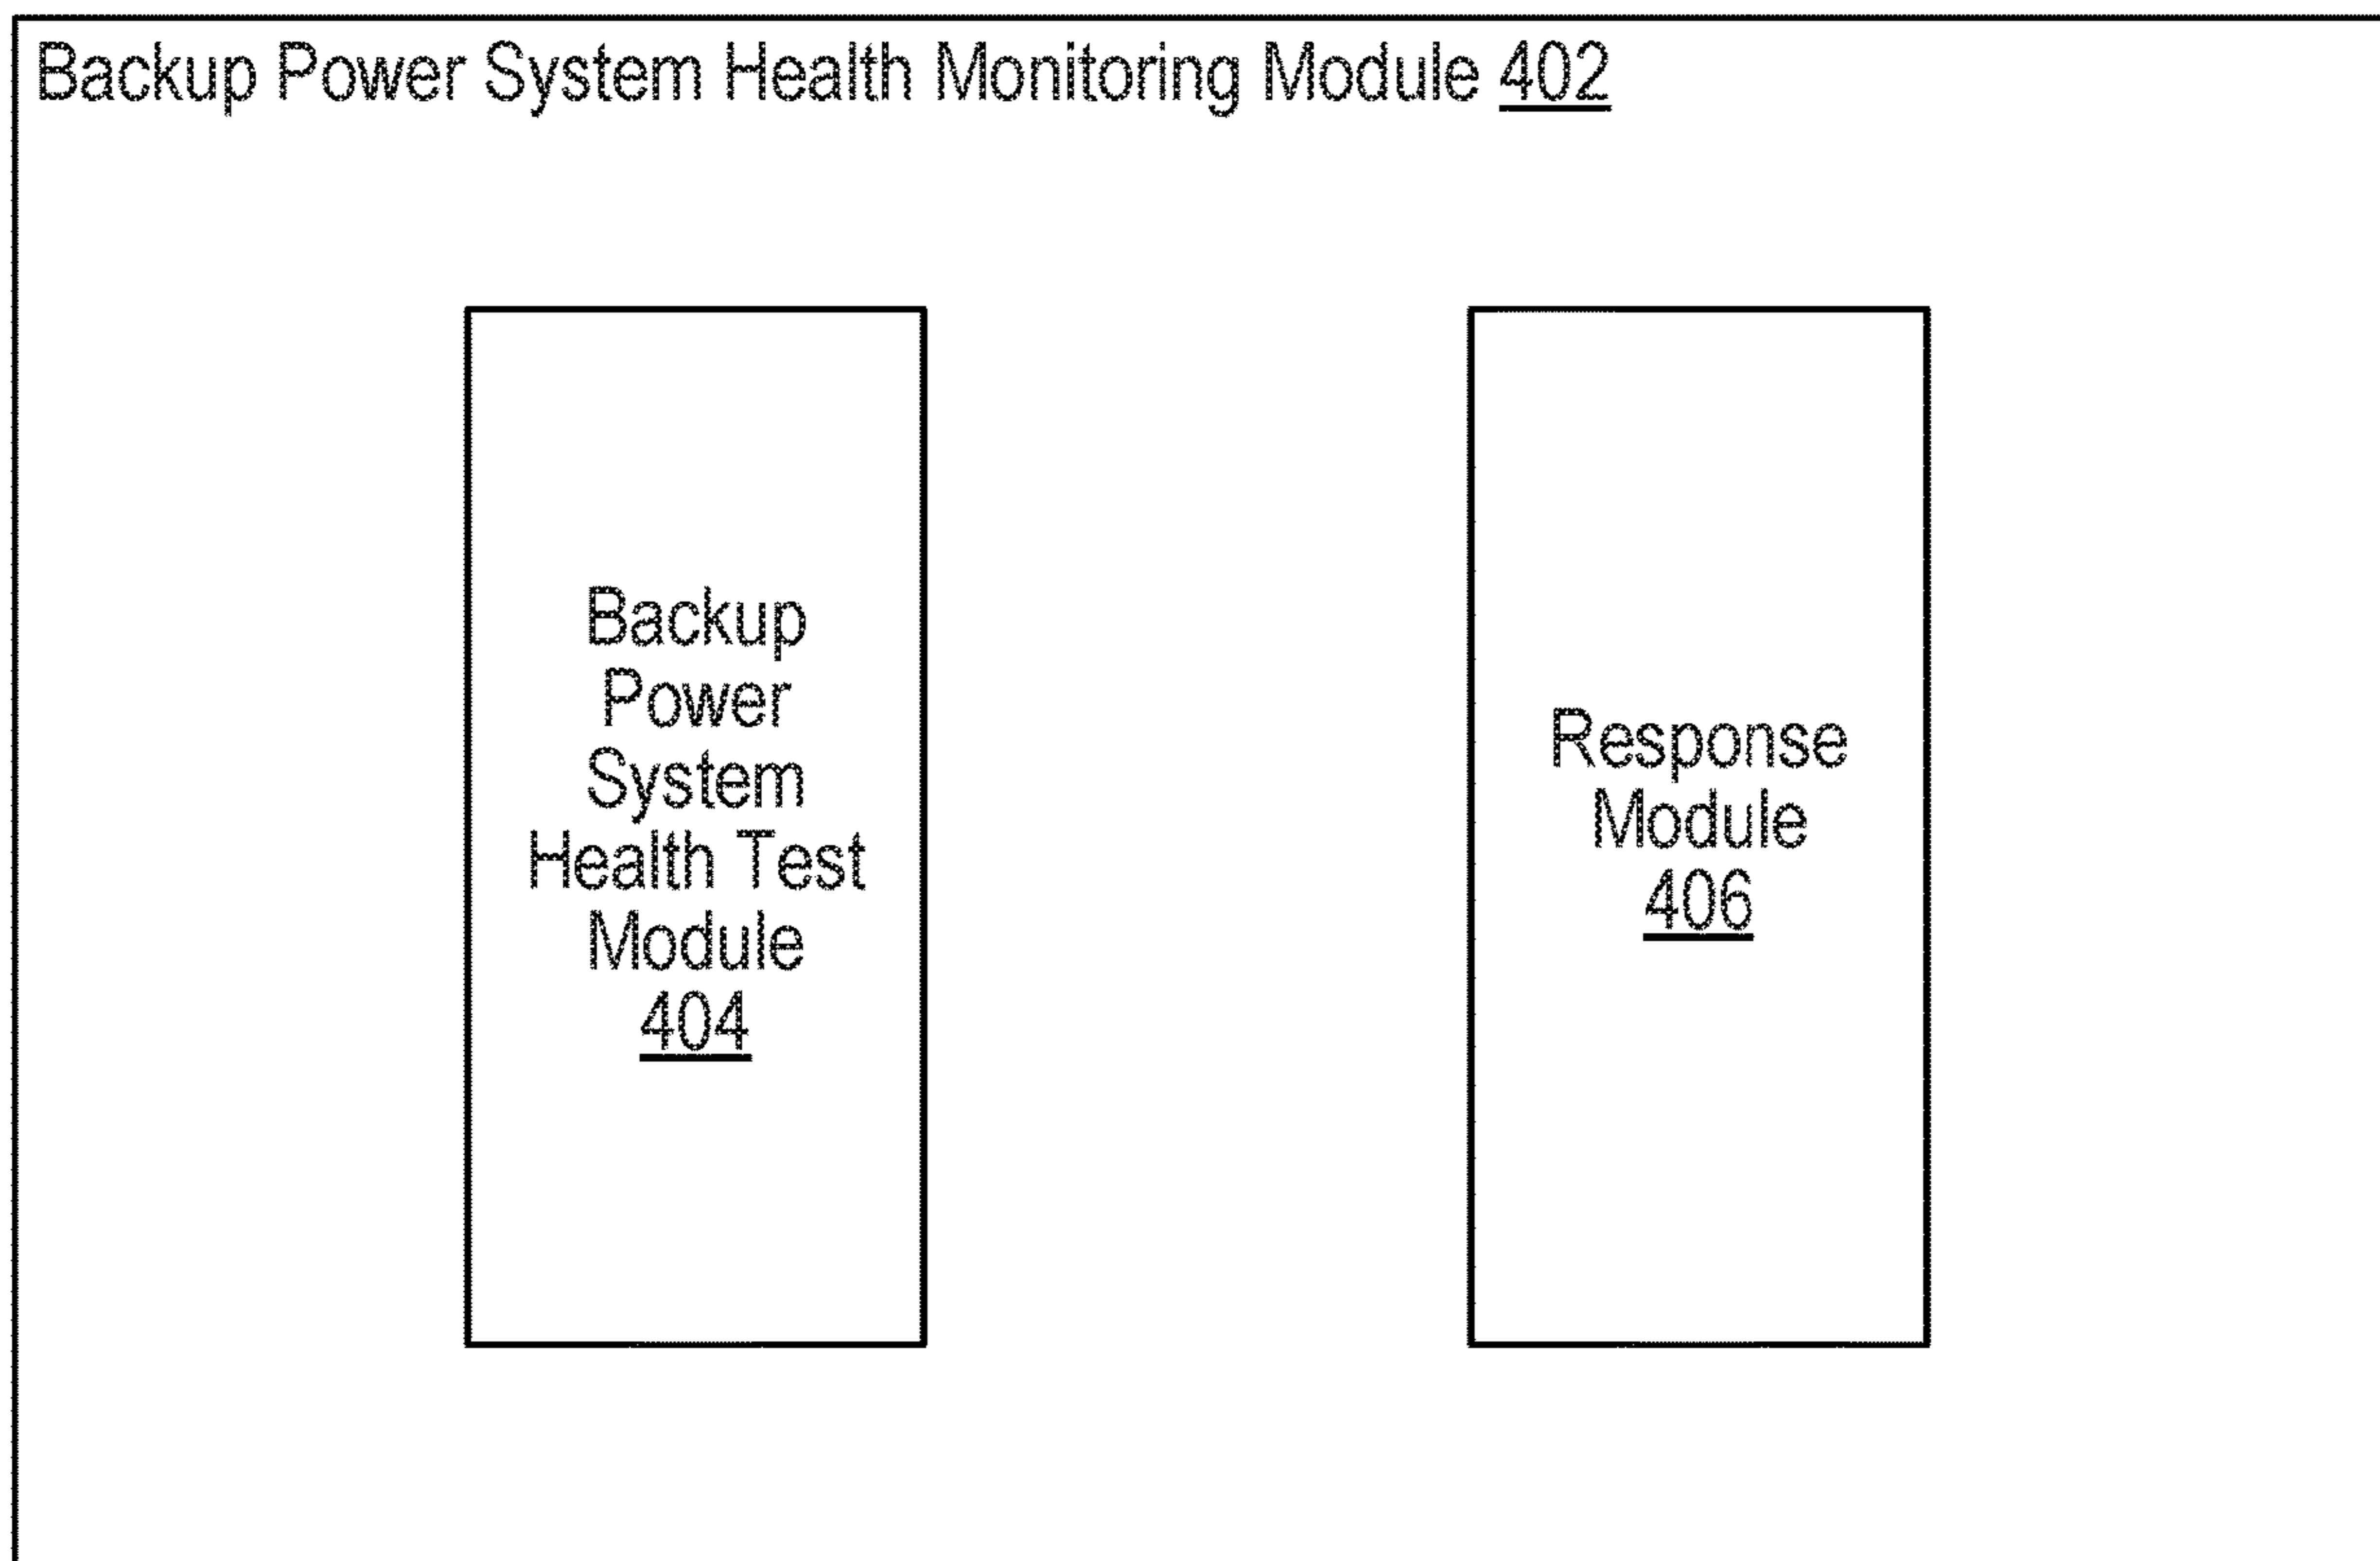 Backup Power System Health Monitoring Module 402
Backup
Power
System
Health Test
Module
404
Response
Module
406